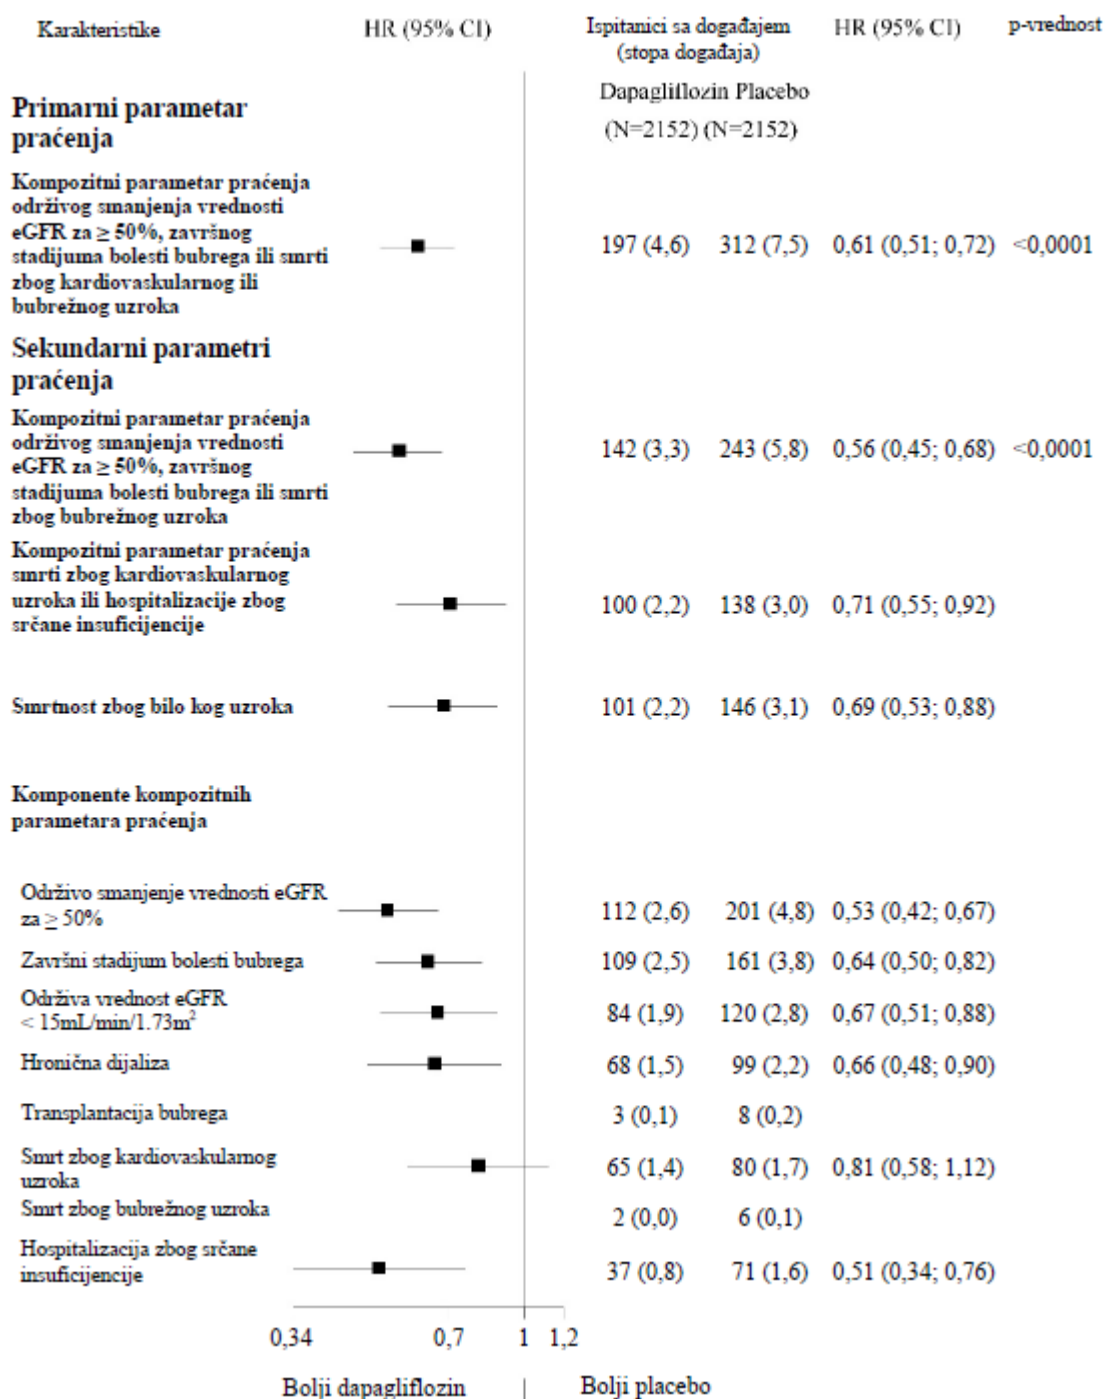 Karakteristike HR (95% CI) Ispitanici sa događajem HR (95% CI) p-vrednost
(stopa događaja)
Dapagliflozin Placebo
(N=2152) (N=2152)
Primarni parametar
praćenja
Kompozitni parametar praćenja
održivog smanjenja vrednosti
eGFR za ≥ 50%, završnog
stadijuma bolesti bubrega ili smrti
zbog kardiovaskularnog ili
bubrežnog uzroka
197 (4,6) 312 (7,5) 0,61 (0,51; 0,72) <0,0001
Sekundarni parametri
praćenja
Kompozitni parametar praćenja
održivog smanjenja vrednosti
eGFR za ≥ 50%, završnog
stadijuma bolesti bubrega ili smrti
zbog bubrežnog uzroka
142 (3,3) 243 (5,8) 0,56 (0,45; 0,68) <0,0001
Kompozitni parametar praćenja
smrti zbog kardiovaskularnog
uzroka ili hospitalizacije zbog
srčane insuficijencije
100 (2,2) 138 (3,0) 0,71 (0,55; 0,92)
Smrtnost zbog bilo kog uzroka 101 (2,2) 146 (3,1) 0,69 (0,53; 0,88)
Komponente kompozitnih
parametara praćenja
Održivo smanjenje vrednosti eGFR
za ≥ 50%
112 (2,6) 201 (4,8) 0,53 (0,42; 0,67)
Završni stadijum bolesti bubrega 109 (2,5) 161 (3,8) 0,64 (0,50; 0,82)
Održiva vrednost eGFR
< 15mL/min/1.73m²
84 (1,9) 120 (2,8) 0,67 (0,51; 0,88)
Hronična dijaliza 68 (1,5) 99 (2,2) 0,66 (0,48; 0,90)
Transplantacija bubrega 3 (0,1) 8 (0,2)
Smrt zbog kardiovaskularnog
uzroka
65 (1,4) 80 (1,7) 0,81 (0,58; 1,12)
Smrt zbog bubrežnog uzroka 2 (0,0) 6 (0,1)
Hospitalizacija zbog srčane
insuficijencije
37 (0,8) 71 (1,6) 0,51 (0,34; 0,76)
0,34 0,7 1 1,2
Bolji dapagliflozin Bolji placebo